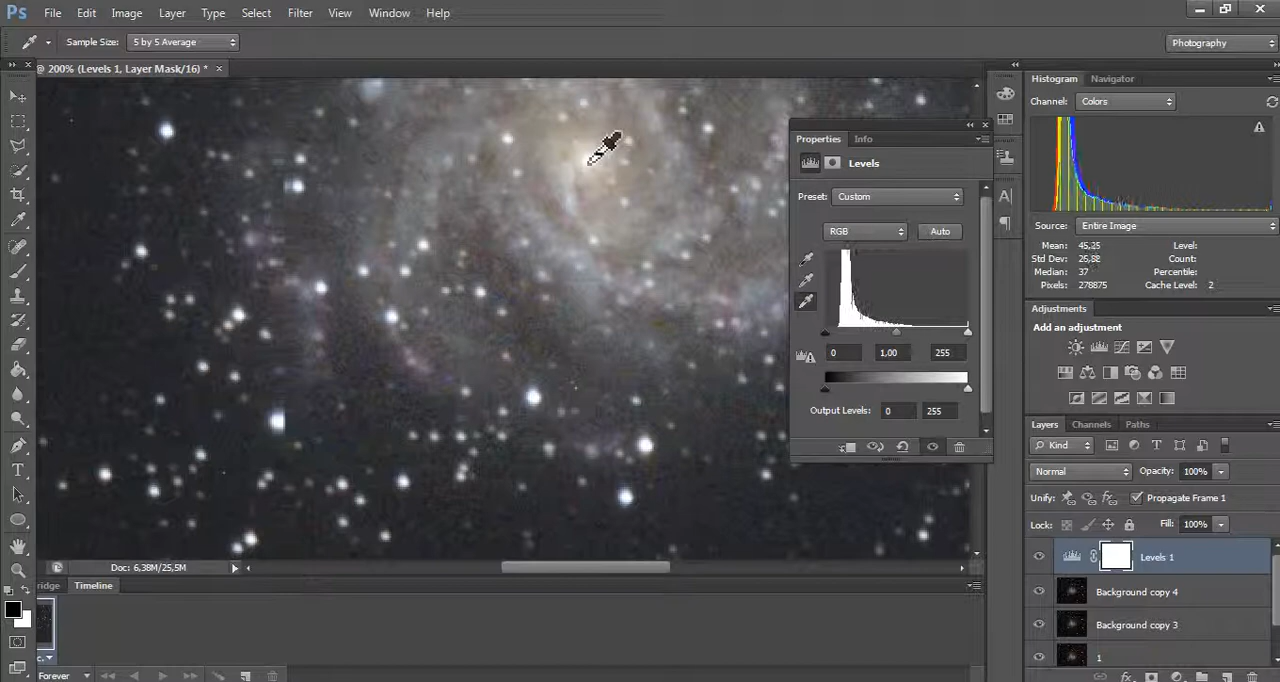 Ps File Edit Image Layer Type Select Filter View Window Help
Sample Size: 5 by 5 Average Photography
@ 200% (Levels 1, Layer Mask/16) * ×
Histogram Navigator
Channel: Colors
Properties Info
Levels
Preset: Custom
RGB Auto
Source: Entire Image
Mean: 45,25 Level:
Std Dev: 26,88 Count:
Median: 37 Percentile:
Pixels: 278875 Cache Level: 2
Adjustments
Add an adjustment
0 1,00 255
Output Levels: 0 255
Layers Channels Paths
Kind
Normal Opacity: 100%
Unify: Propagate Frame 1
Lock: Fill: 100%
Levels 1
Background copy 4
Background copy 3
1
Doc: 6,38M/25,5M
ridge Timeline
Forever